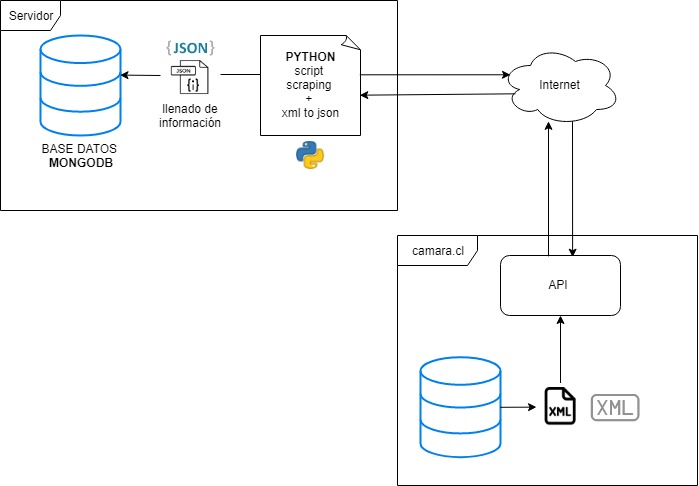 Servidor
{JSON}
JSON
{i}
llenado de
información
PYTHON
script
scraping
+
xml to json
BASE DATOS
MONGODB
Internet
camara.cl
API
XML
XML